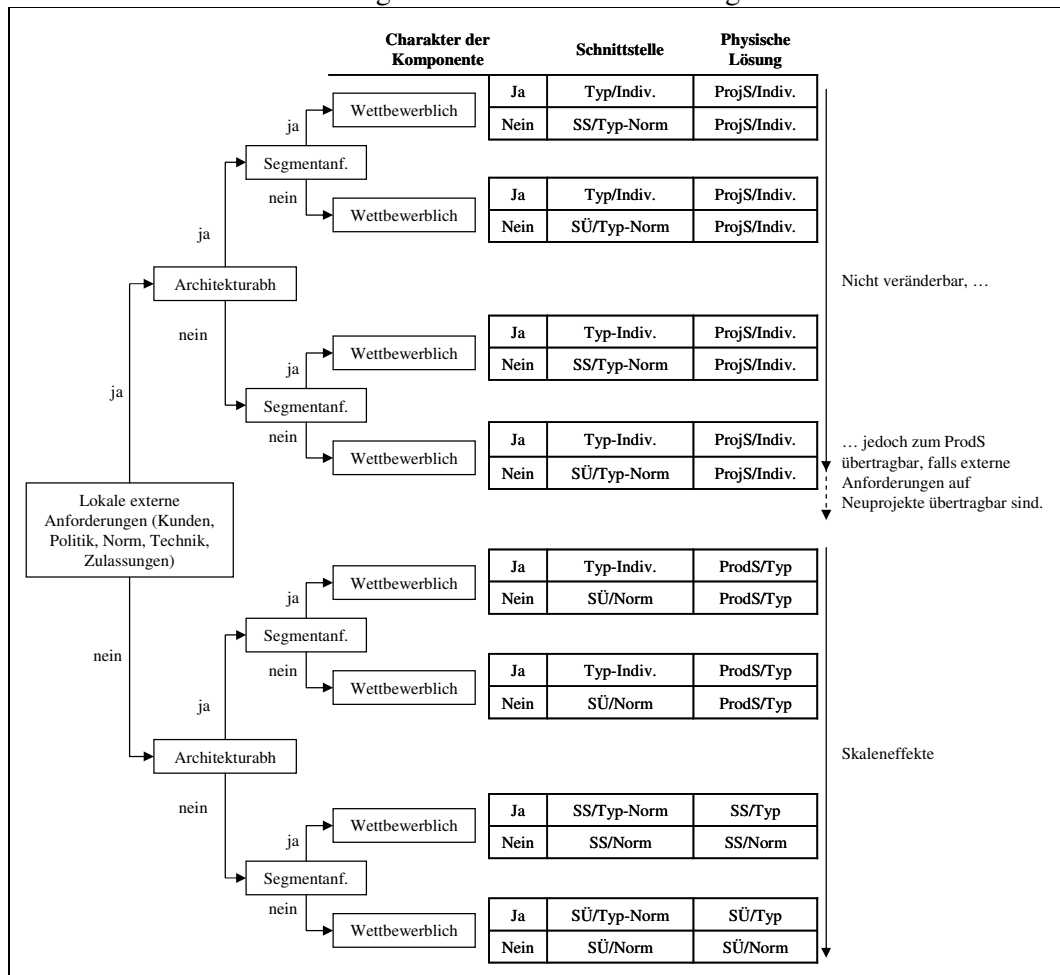 Charakter der
Komponente
Schnittstelle
Physische
Lösung
Ja Typ/Indiv. ProjS/Indiv.
Wettbewerblich
Nein SS/Typ-Norm ProjS/Indiv.
ja
Segmentanf.
nein
Ja Typ/Indiv. ProjS/Indiv.
Wettbewerblich
Nein SÜ/Typ-Norm ProjS/Indiv.
ja
Architekturabh
Nicht veränderbar, …
nein
Ja Typ-Indiv. ProjS/Indiv.
Wettbewerblich
Nein SS/Typ-Norm ProjS/Indiv.
ja
ja
Segmentanf.
nein
Ja Typ-Indiv. ProjS/Indiv.
Wettbewerblich
Nein SÜ/Typ-Norm ProjS/Indiv.
… jedoch zum ProdS
übertragbar, falls externe
Anforderungen auf
Neuprojekte übertragbar sind.
Lokale externe
Anforderungen (Kunden,
Politik, Norm, Technik,
Zulassungen)
Ja Typ-Indiv. ProdS/Typ
Wettbewerblich
Nein SÜ/Norm ProdS/Typ
ja
Segmentanf.
nein
nein
Ja Typ-Indiv. ProdS/Typ
Wettbewerblich
Nein SÜ/Norm ProdS/Typ
ja
Architekturabh
Skaleneffekte
nein
Ja SS/Typ-Norm SS/Typ
Wettbewerblich
Nein SS/Norm SS/Norm
ja
Segmentanf.
nein
Ja SÜ/Typ-Norm SÜ/Typ
Wettbewerblich
Nein SÜ/Norm SÜ/Norm